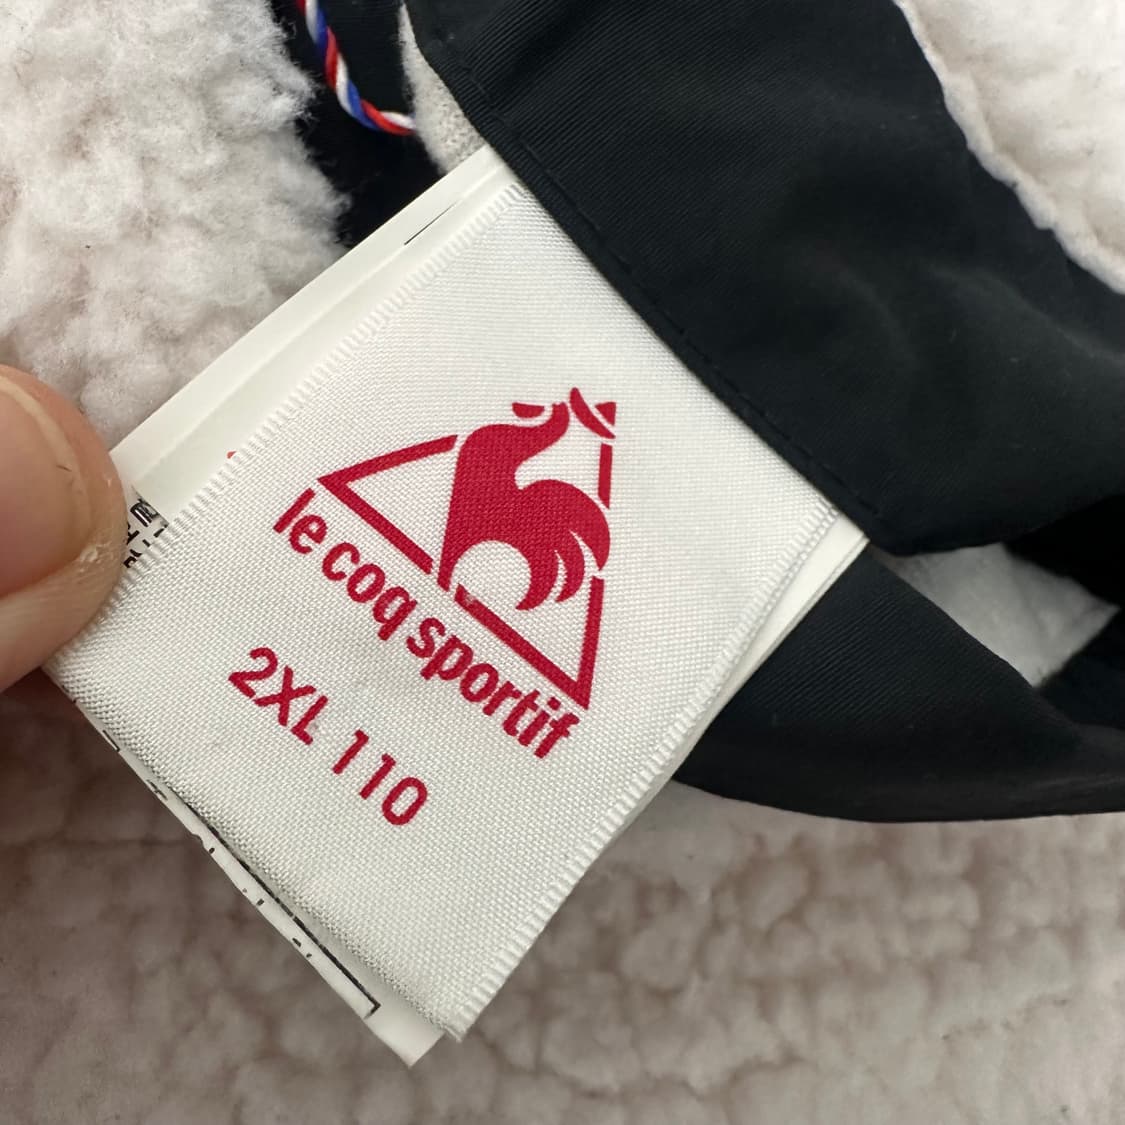 le coq sportif
2XL 110